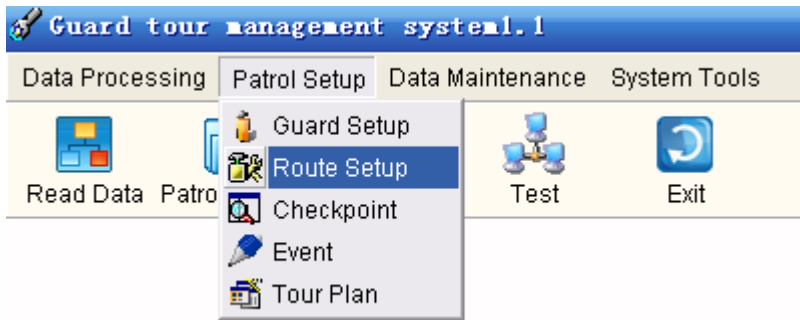 Guard tour management system1.1
Data Processing Patrol Setup Data Maintenance System Tools
Guard Setup
Route Setup
Read Data Patro Test Exit
Checkpoint
Event
Tour Plan